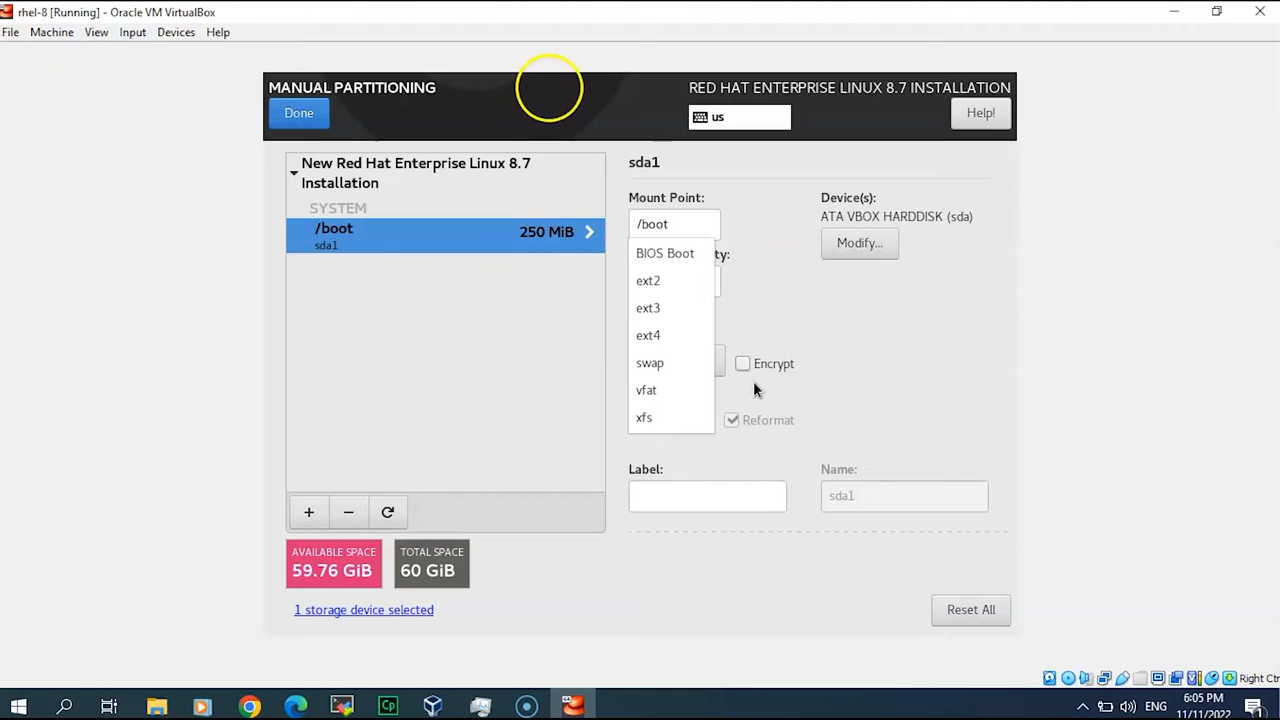 rhel-8 [Running] - Oracle VM VirtualBox
File Machine View Input Devices Help
MANUAL PARTITIONING
RED HAT ENTERPRISE LINUX 8.7 INSTALLATION
Done
us
Help!
New Red Hat Enterprise Linux 8.7
Installation
SYSTEM
/boot
sda1
250 MiB
sda1
Mount Point:
/boot
Device(s):
ATA VBOX HARDDISK (sda)
Modify...
ty:
BIOS Boot
ext2
ext3
ext4
swap
vfat
xfs
Encrypt
Reformat
Label:
Name:
sda1
+ −
AVAILABLE SPACE
59.76 GiB
TOTAL SPACE
60 GiB
1 storage device selected
Reset All
Right Ctr
Cp
ENG
6:05 PM
11/11/2022
1